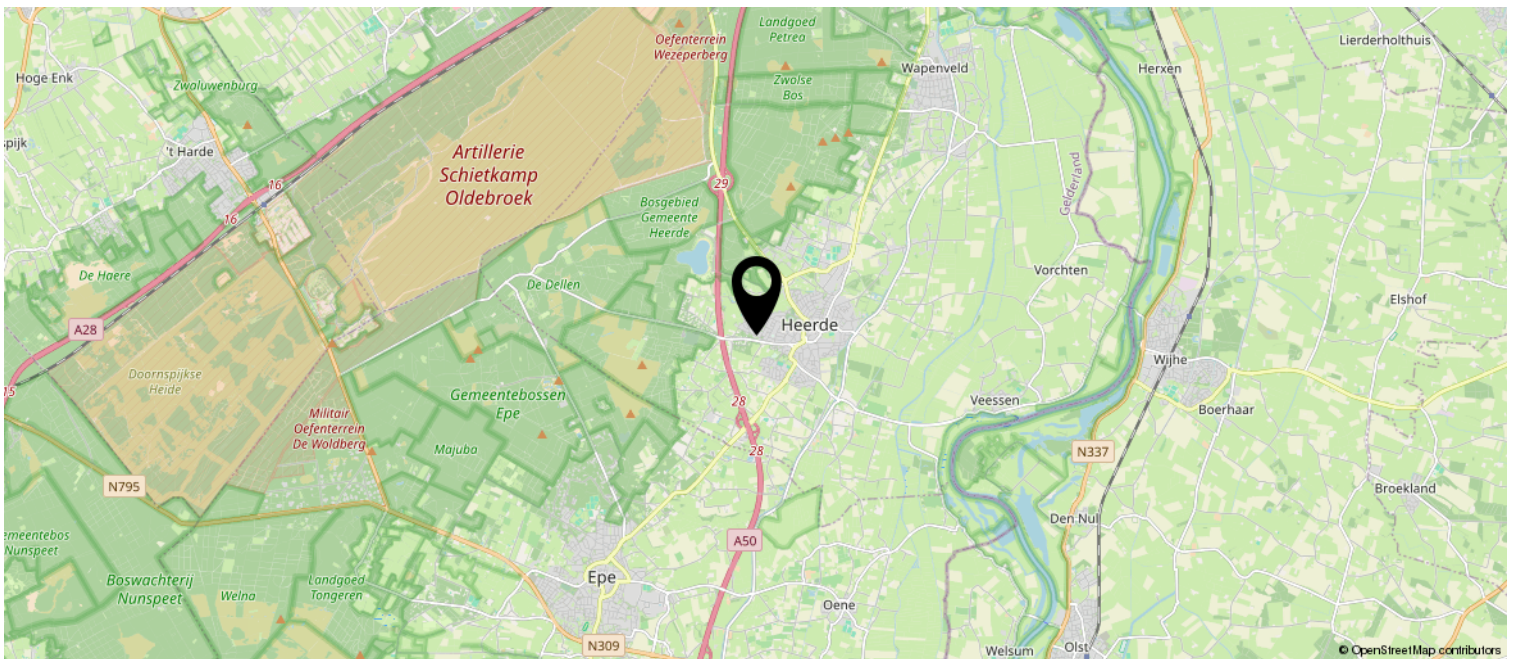 Landgoed
Petrea
Oefenterrein
Wezeperberg
Lierderholthuis
Hoge Enk
Zwaluwenburg
Zwolse
Bos
Wapenveld
Herxen
spijk
't Harde
Artillerie
Schietkamp
Oldebroek
16
29
Gelderland
16
Bosgebied
Gemeente
Heerde
De Haere
De Dellen
Vorchten
Elshof
A28
Heerde
Wijhe
Doornspijkse
Heide
15
Gemeentebossen
Epe
28
Veessen
Boerhaar
Militair
Oefenterrein
De Woldberg
Majuba
28
N337
N795
Broekland
Den Nul
emeentebos
Nunspeet
A50
Boswachterij
Nunspeet
Welna
Landgoed
Tongeren
Epe
Oene
N309
Welsum
Olst
© OpenStreetMap contributors